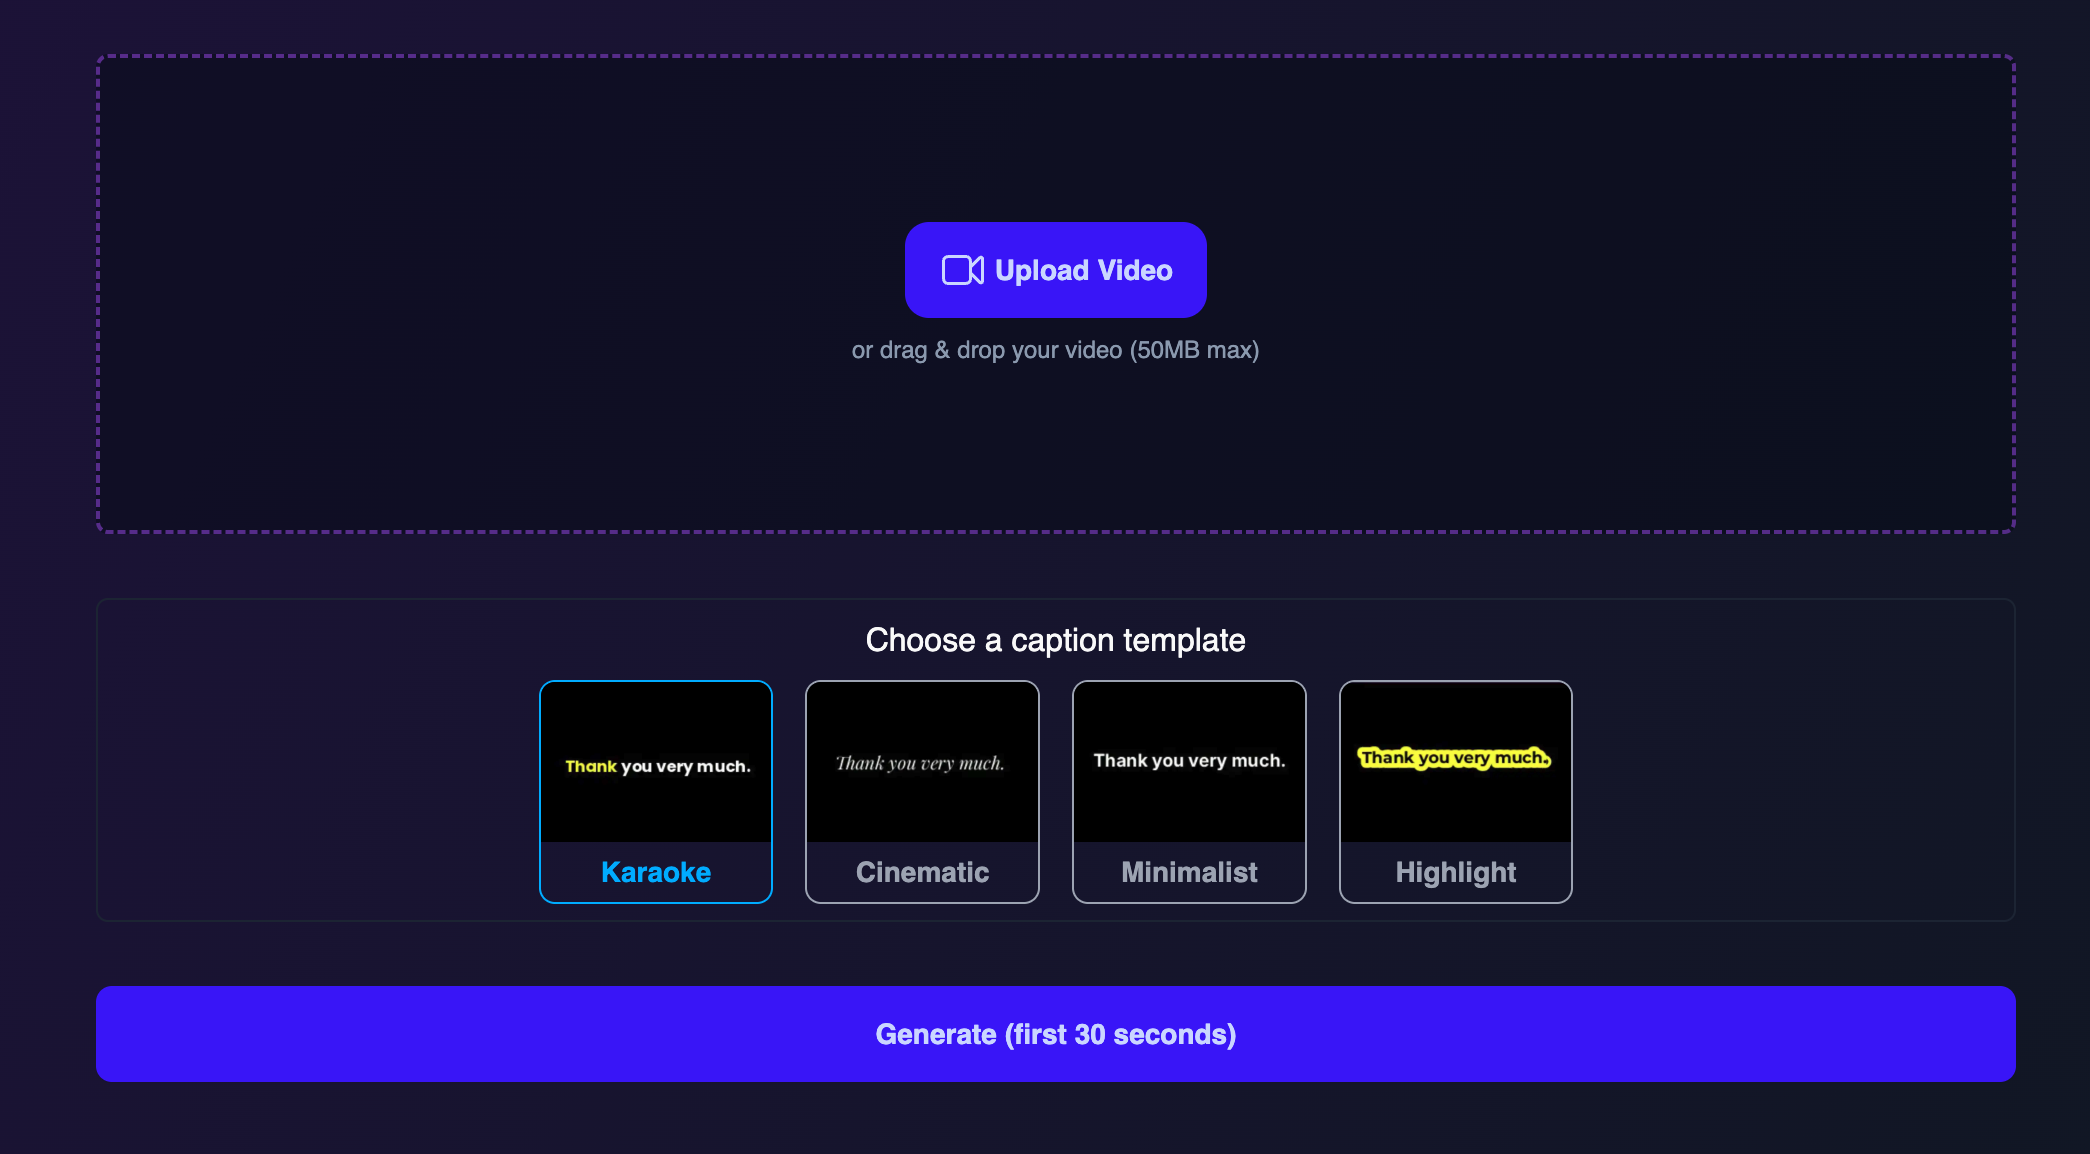 Upload Video
or drag & drop your video (50MB max)
Choose a caption template
Thank you very much.
Thank you very much.
Thank you very much.
Thank you very much.
Karaoke
Cinematic
Minimalist
Highlight
Generate (first 30 seconds)